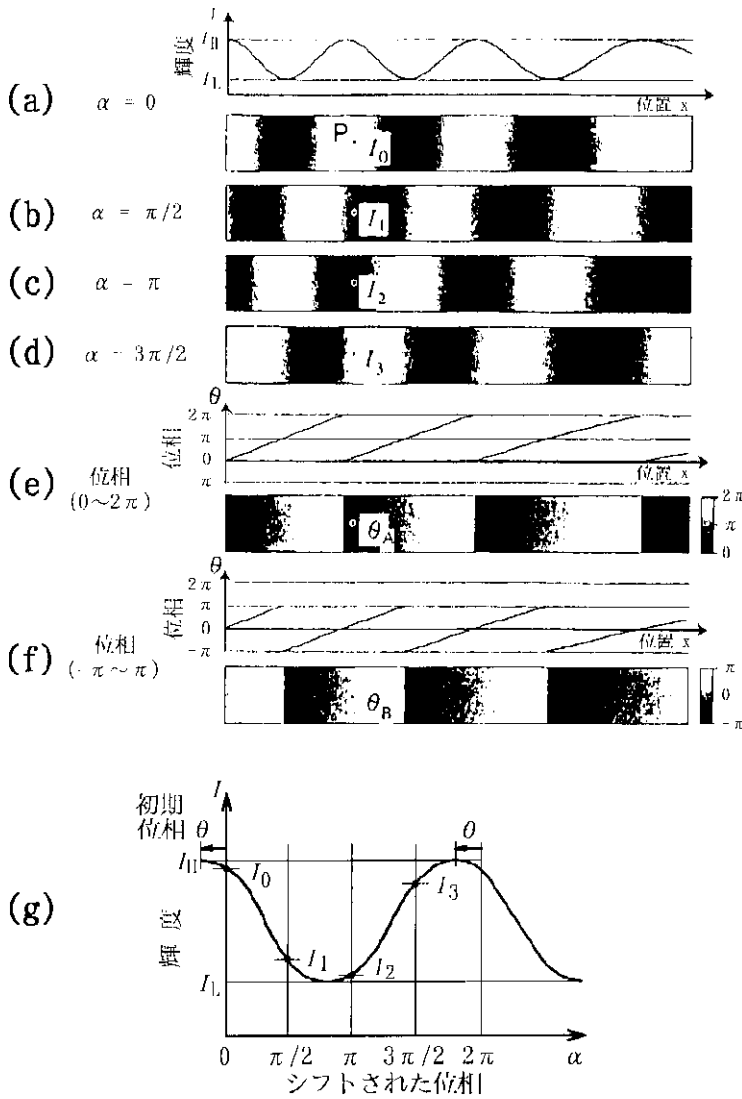 I
輝度
I_H
I_L
位置 x
(a) α = 0
P. I_0
(b) α = π/2
I_1
(c) α - π
I_2
(d) α - 3π/2
I_3
θ
2π
π
0
π
位相
位置 x
(e) 位相
(0～2π)
θ_A
2π
π
0
θ
2π
π
0
-π
位相
位置 x
(f) 位相
(- π～π)
θ_B
π
0
-π
(g)
初期
位相 θ
I
θ
I_H
I_0
I_3
輝度
I_1
I_2
I_L
0 π/2 π 3π/2 2π α
シフトされた位相